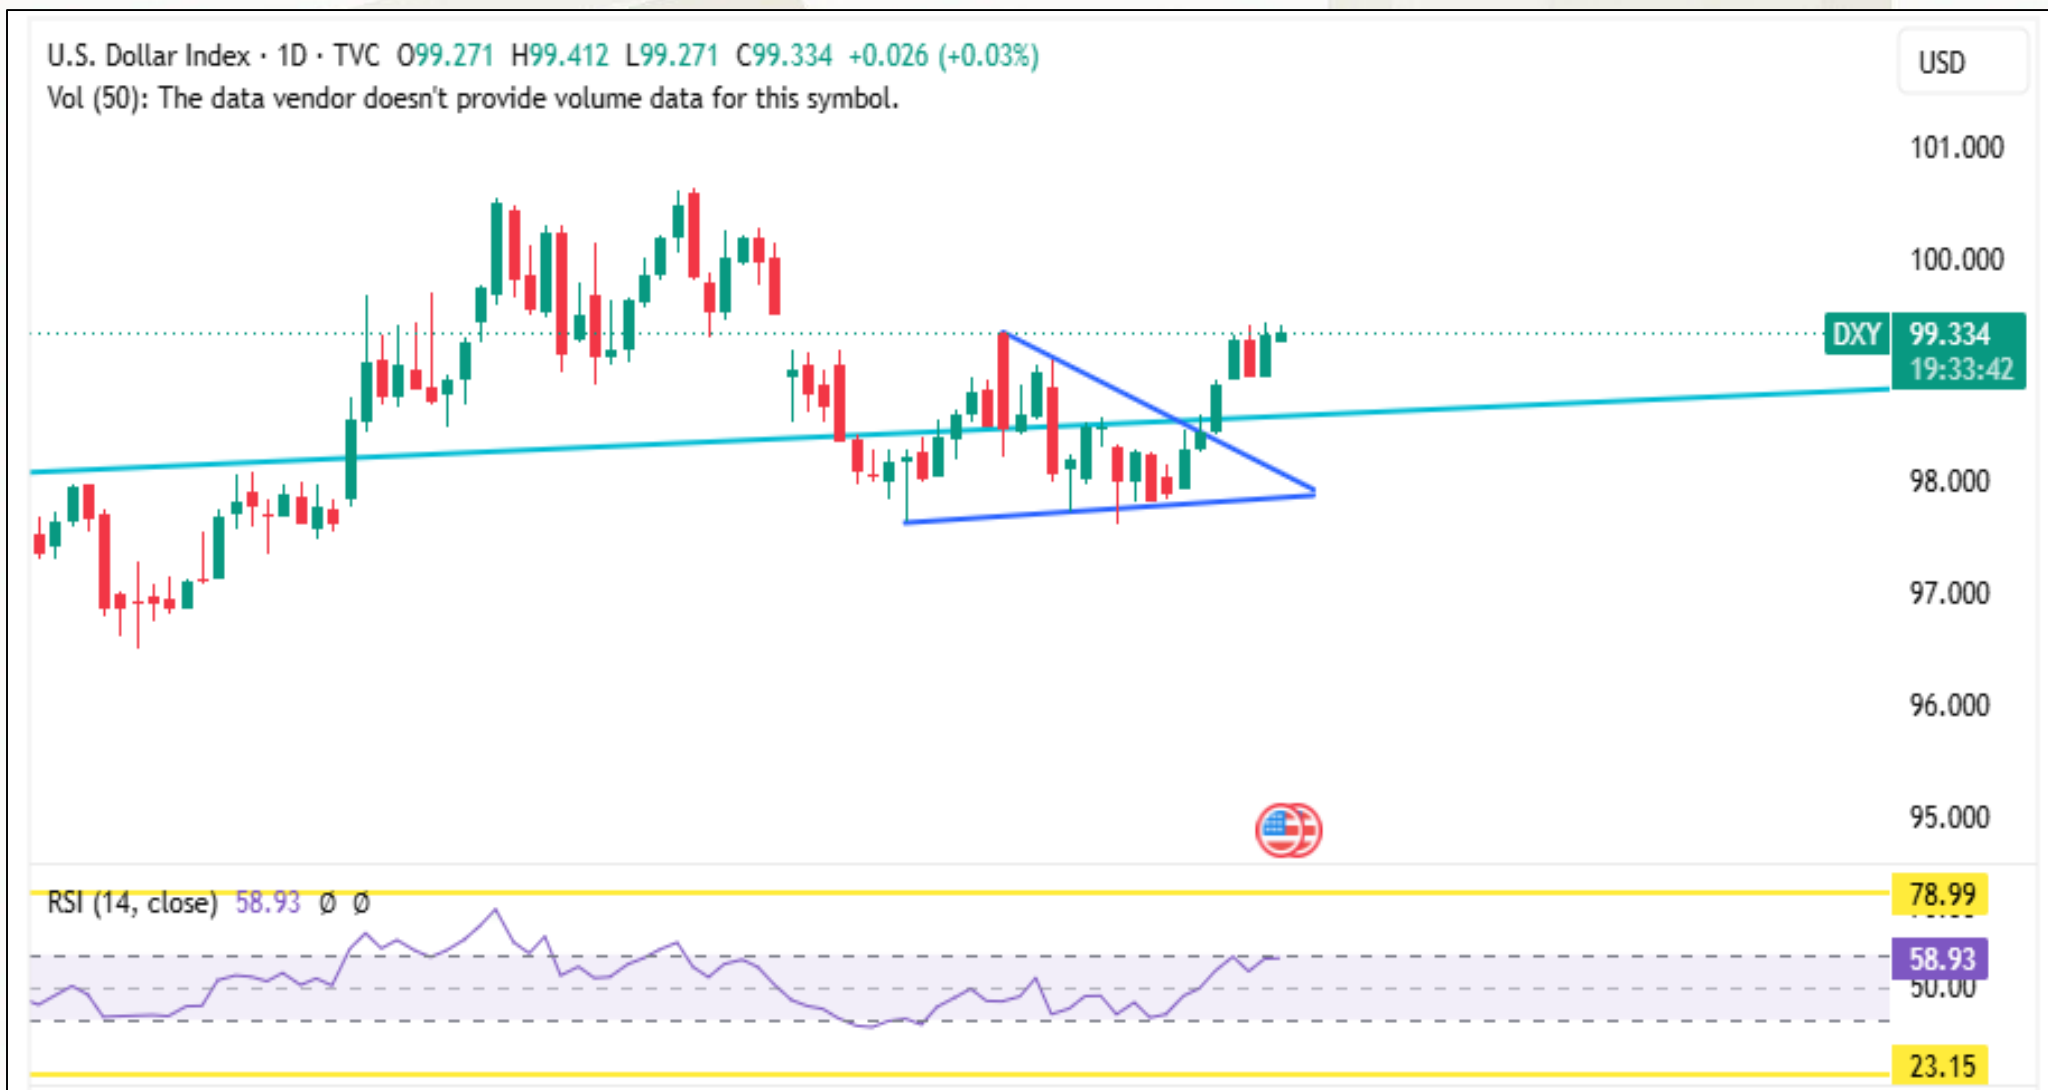 U.S. Dollar Index · 1D · TVC O99.271 H99.412 L99.271 C99.334 +0.026 (+0.03%)
Vol (50): The data vendor doesn't provide volume data for this symbol.
USD
101.000
100.000
DXY 99.334
19:33:42
98.000
97.000
96.000
95.000
RSI (14, close) 58.93 Ø Ø
78.99
58.93
50.00
23.15